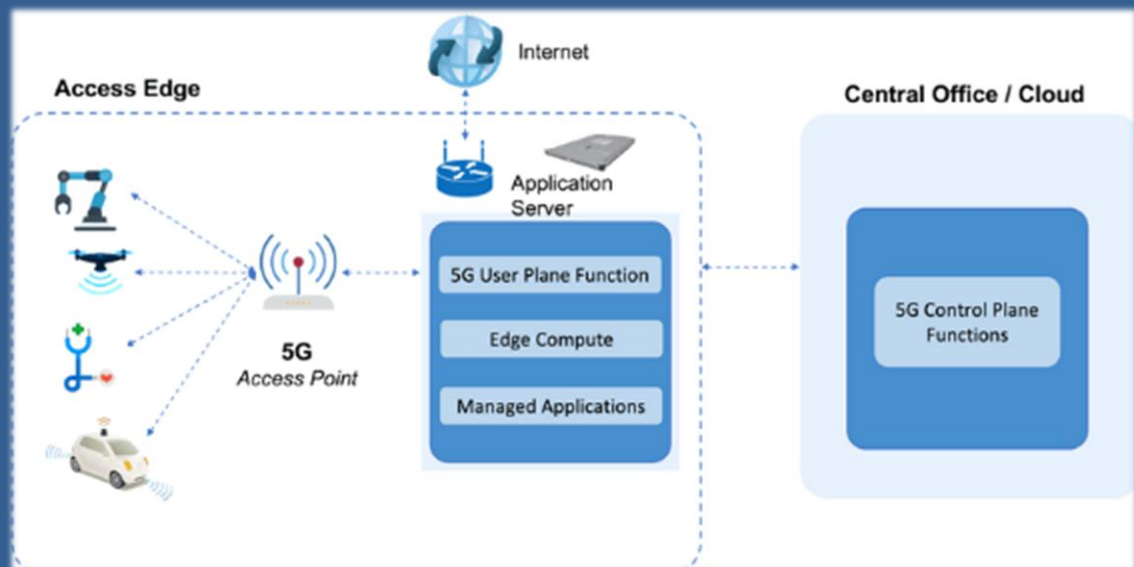 Internet
Access Edge
Central Office / Cloud
Application
Server
5G User Plane Function
Edge Compute
Managed Applications
5G
Access Point
5G Control Plane
Functions